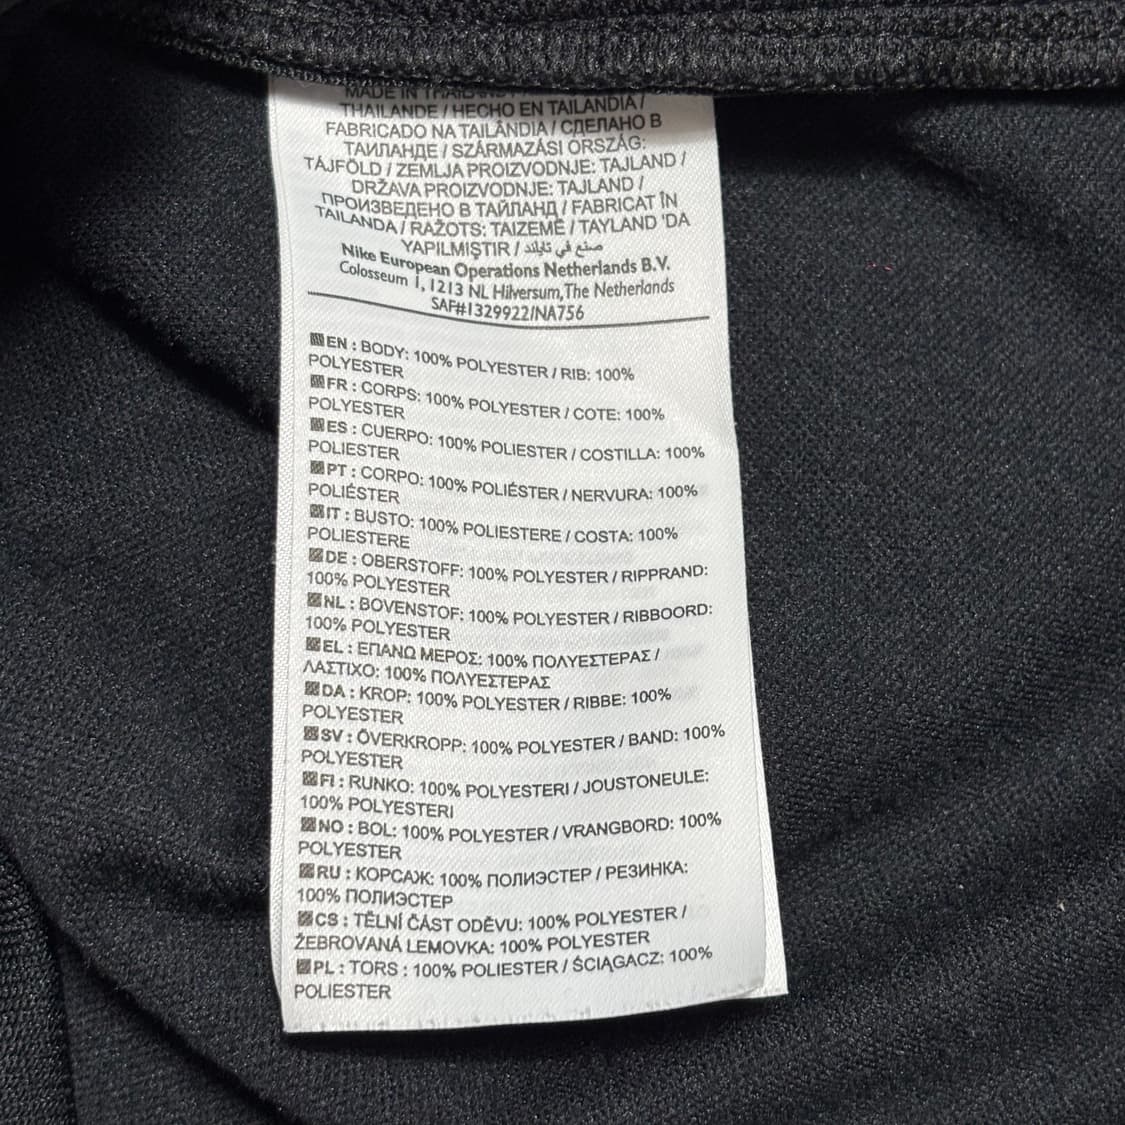 MADE IN THAILAND
THAILANDE / HECHO EN TAILANDIA /
FABRICADO NA TAILÂNDIA / СДЕЛАНО В
ТАИЛАНДЕ / SZÁRMAZÁSI ORSZÁG:
TÁJFÖLD / ZEMLJA PROIZVODNJE: TAJLAND /
DRŽAVA PROIZVODNJE: TAJLAND /
ПРОИЗВЕДЕНО В ТАЙЛАНД / FABRICAT ÎN
TAILANDA / RAŽOTS: TAIZEMĒ / TAYLAND 'DA
YAPILMIŞTIR / صنع في تايلند
Nike European Operations Netherlands B.V.
Colosseum 1, 1213 NL Hilversum, The Netherlands
SAF#1329922/NA756
EN : BODY: 100% POLYESTER / RIB: 100%
POLYESTER
FR : CORPS: 100% POLYESTER / COTE: 100%
POLYESTER
ES : CUERPO: 100% POLIESTER / COSTILLA: 100%
POLIESTER
PT : CORPO: 100% POLIÉSTER / NERVURA: 100%
POLIÉSTER
IT : BUSTO: 100% POLIESTERE / COSTA: 100%
POLIESTERE
DE : OBERSTOFF: 100% POLYESTER / RIPPRAND:
100% POLYESTER
NL : BOVENSTOF: 100% POLYESTER / RIBBOORD:
100% POLYESTER
EL : ΕΠΑΝΩ ΜΕΡΟΣ: 100% ΠΟΛΥΕΣΤΕΡΑΣ /
ΛΑΣΤΙΧΟ: 100% ΠΟΛΥΕΣΤΕΡΑΣ
DA : KROP: 100% POLYESTER / RIBBE: 100%
POLYESTER
SV : ÖVERKROPP: 100% POLYESTER / BAND: 100%
POLYESTER
FI : RUNKO: 100% POLYESTERI / JOUSTONEULE:
100% POLYESTERI
NO : BOL: 100% POLYESTER / VRANGBORD: 100%
POLYESTER
RU : КОРСАЖ: 100% ПОЛИЭСТЕР / РЕЗИНКА:
100% ПОЛИЭСТЕР
CS : TĚLNÍ ČÁST ODĚVU: 100% POLYESTER /
ŽEBROVANÁ LEMOVKA: 100% POLYESTER
PL : TORS : 100% POLIESTER / ŚCIĄGACZ: 100%
POLIESTER